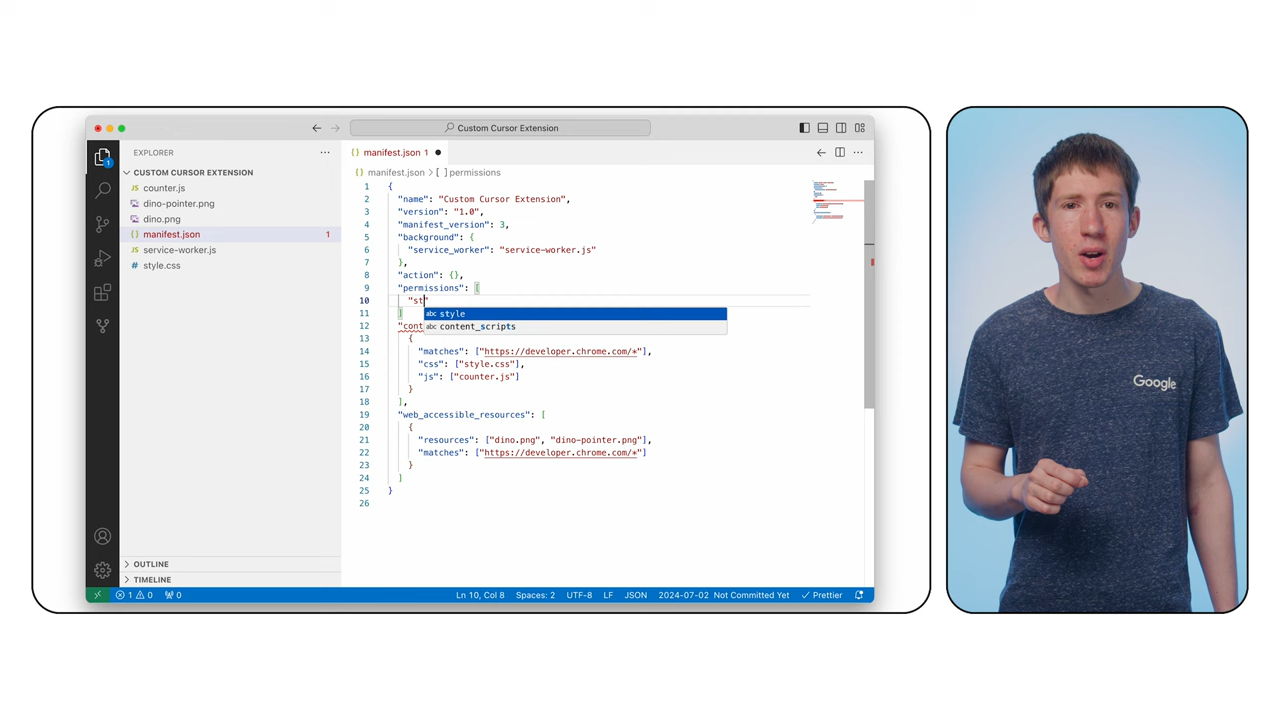 Custom Cursor Extension
EXPLORER
manifest.json 1
CUSTOM CURSOR EXTENSION
manifest.json > [ ] permissions
counter.js
dino-pointer.png
dino.png
manifest.json 1
service-worker.js
style.css
1 {
2 "name": "Custom Cursor Extension",
3 "version": "1.0",
4 "manifest_version": 3,
5 "background": {
6 "service_worker": "service-worker.js"
7 },
8 "action": {},
9 "permissions": [
10 "st"
11 ]
abc style
12 "cont
abc content_scripts
13 {
14 "matches": ["https://developer.chrome.com/*"],
15 "css": ["style.css"],
16 "js": ["counter.js"]
17 }
18 ],
19 "web_accessible_resources": [
20 {
21 "resources": ["dino.png", "dino-pointer.png"],
22 "matches": ["https://developer.chrome.com/*"]
23 }
24 ]
25 }
26
OUTLINE
TIMELINE
1 0 0 Ln 10, Col 8 Spaces: 2 UTF-8 LF JSON 2024-07-02 Not Committed Yet Prettier
1
Google